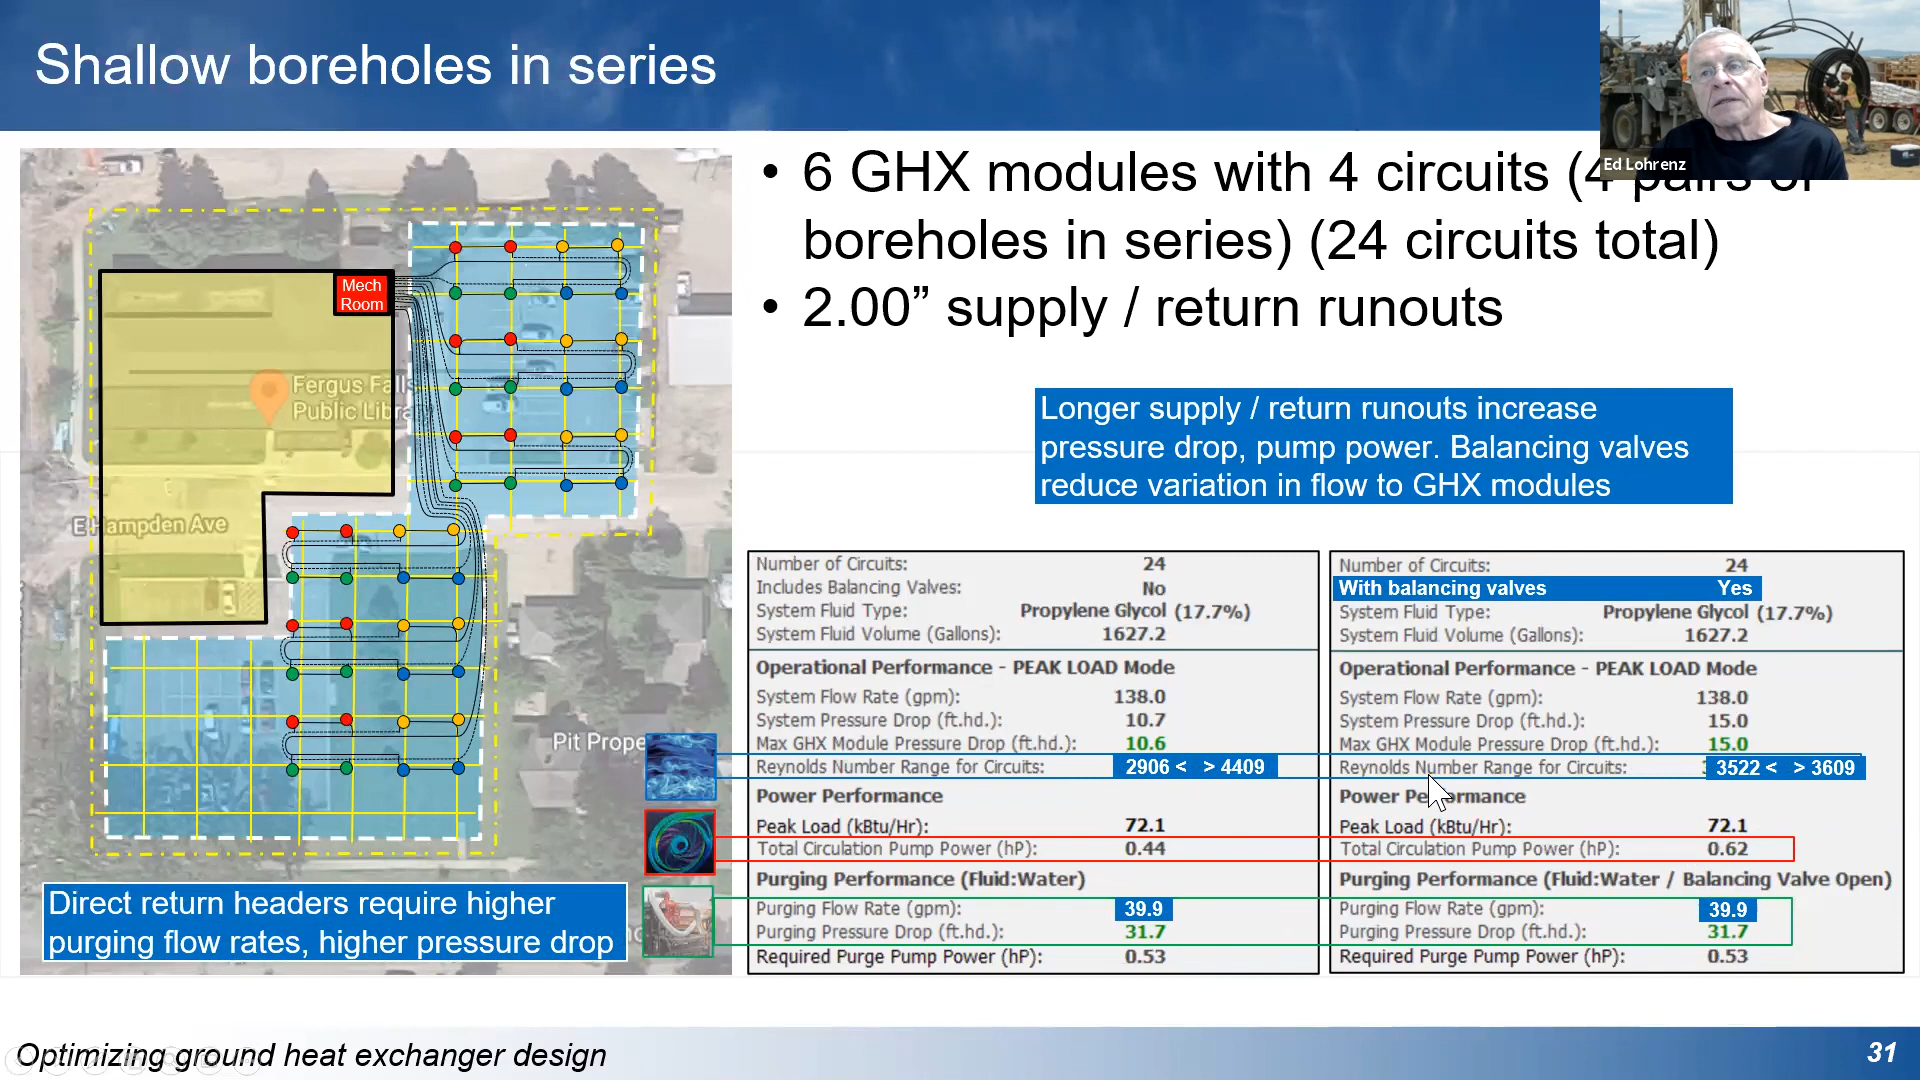 Shallow boreholes in series
Ed Lohrenz
• 6 GHX modules with 4 circuits (4 pairs of
boreholes in series) (24 circuits total)
• 2.00” supply / return runouts
Mech
Room
Fergus Falls
Public Libra
E Hampden Ave
Pit Prope
Longer supply / return runouts increase
pressure drop, pump power. Balancing valves
reduce variation in flow to GHX modules
Number of Circuits: 24
Includes Balancing Valves: No
System Fluid Type: Propylene Glycol (17.7%)
System Fluid Volume (Gallons): 1627.2
Operational Performance - PEAK LOAD Mode
System Flow Rate (gpm): 138.0
System Pressure Drop (ft.hd.): 10.7
Max GHX Module Pressure Drop (ft.hd.): 10.6
Reynolds Number Range for Circuits: 2906 < > 4409
Power Performance
Peak Load (kBtu/Hr): 72.1
Total Circulation Pump Power (hP): 0.44
Purging Performance (Fluid:Water)
Purging Flow Rate (gpm): 39.9
Purging Pressure Drop (ft.hd.): 31.7
Required Purge Pump Power (hP): 0.53
Number of Circuits: 24
With balancing valves Yes
System Fluid Type: Propylene Glycol (17.7%)
System Fluid Volume (Gallons): 1627.2
Operational Performance - PEAK LOAD Mode
System Flow Rate (gpm): 138.0
System Pressure Drop (ft.hd.): 15.0
Max GHX Module Pressure Drop (ft.hd.): 15.0
Reynolds Number Range for Circuits: 3522 < > 3609
Power Performance
Peak Load (kBtu/Hr): 72.1
Total Circulation Pump Power (hP): 0.62
Purging Performance (Fluid:Water / Balancing Valve Open)
Purging Flow Rate (gpm): 39.9
Purging Pressure Drop (ft.hd.): 31.7
Required Purge Pump Power (hP): 0.53
Direct return headers require higher
purging flow rates, higher pressure drop
Optimizing ground heat exchanger design
31